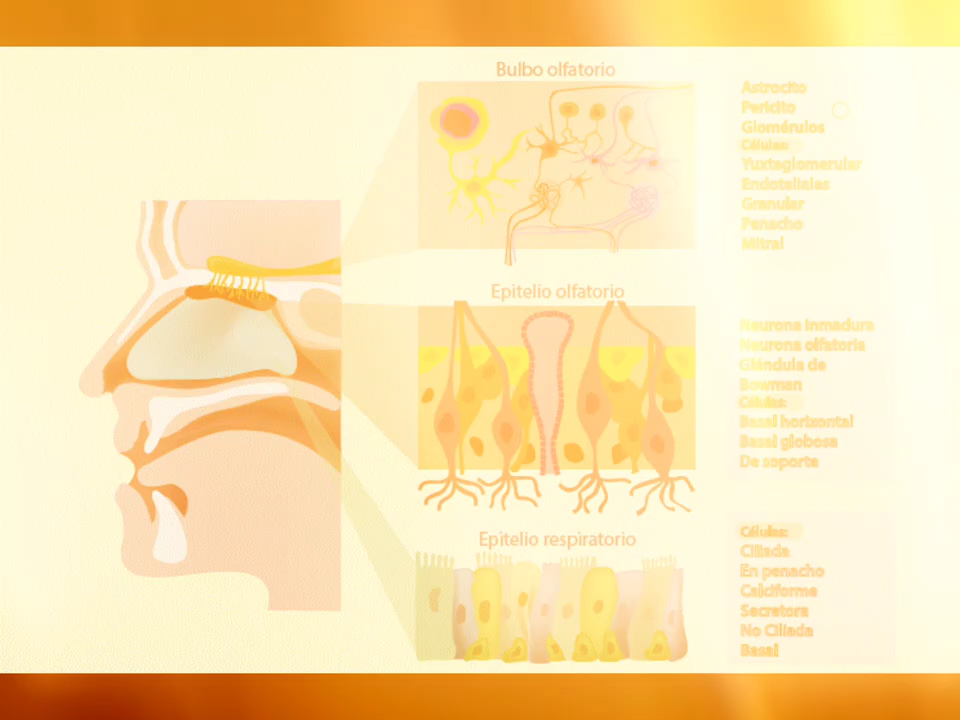 Bulbo olfatorio
Astrocito
Pericito
Glomérulos
Células:
Yuxtaglomerular
Endoteliales
Granular
Penacho
Mitral
Epitelio olfatorio
Neurona inmadura
Neurona olfatoria
Glándula de
Bowman
Células:
Basal horizontal
Basal globosa
De soporte
Epitelio respiratorio
Células:
Ciliada
En penacho
Calciforme
Secretora
No Ciliada
Basal